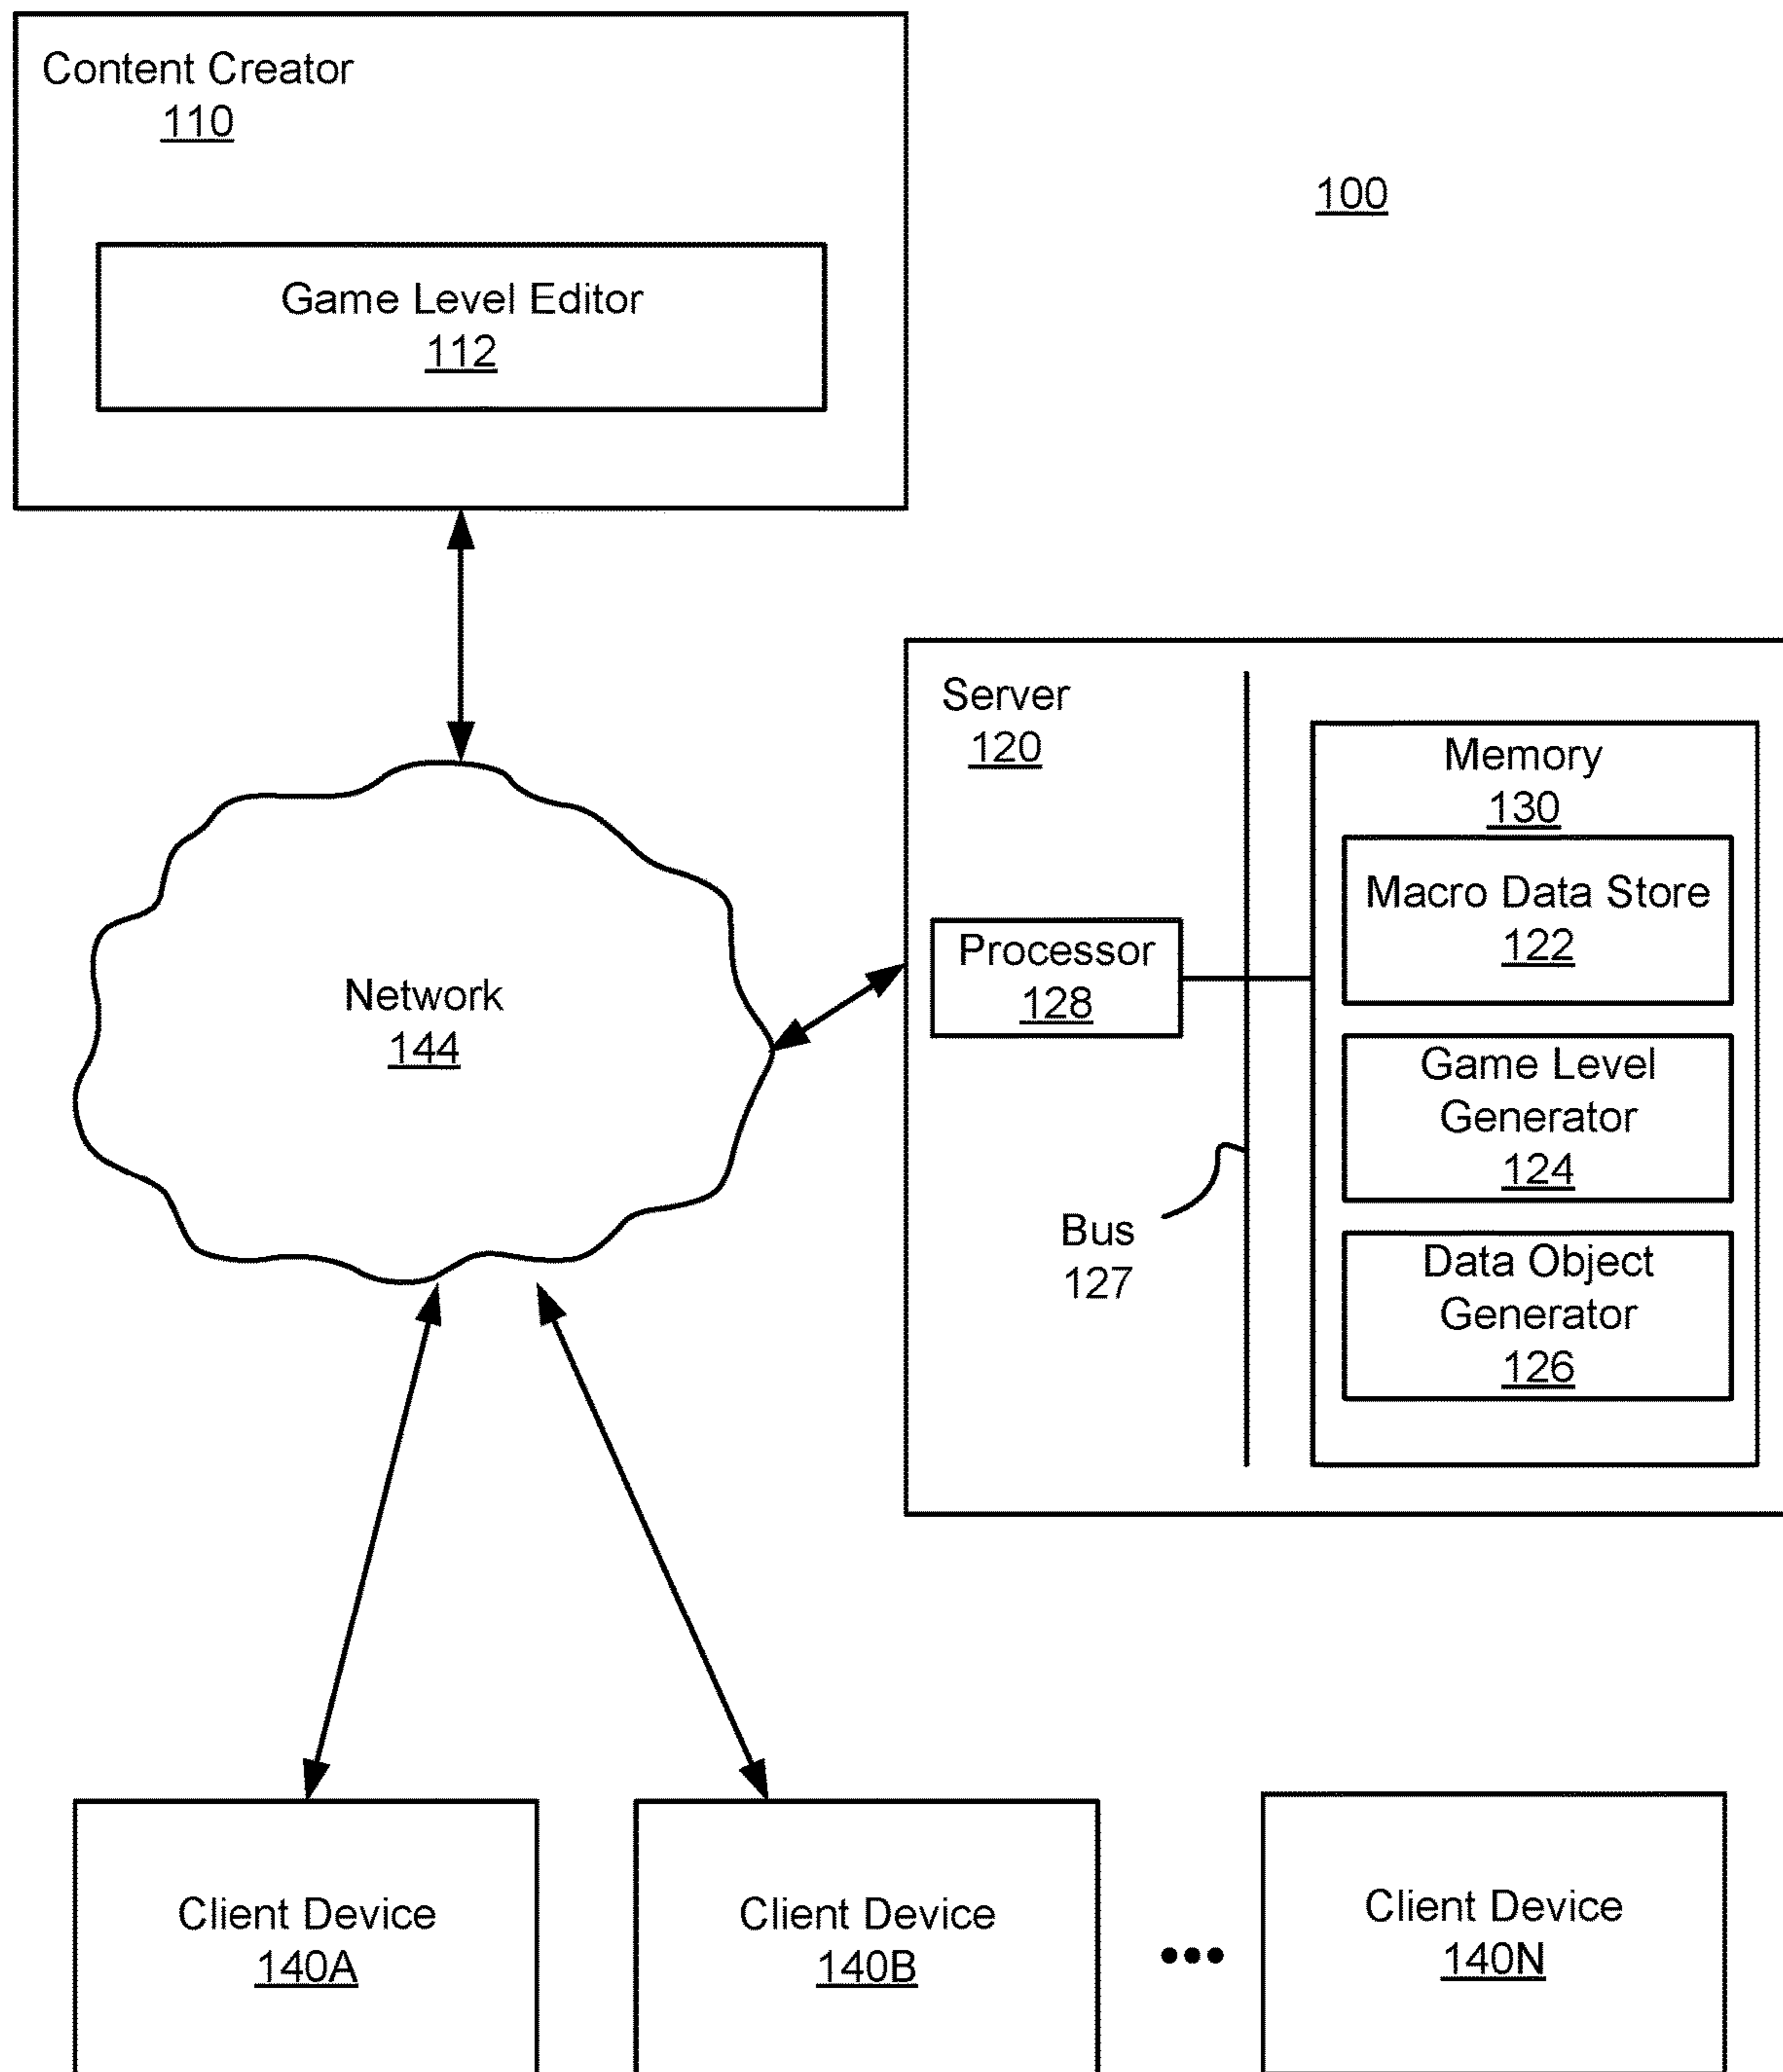 Content Creator
110
100
Game Level Editor
112
Server
120
Memory
130
Macro Data Store
122
Processor
128
Network
144
Game Level
Generator
124
Bus
127
Data Object
Generator
126
Client Device
140A
Client Device
140B
Client Device
140N